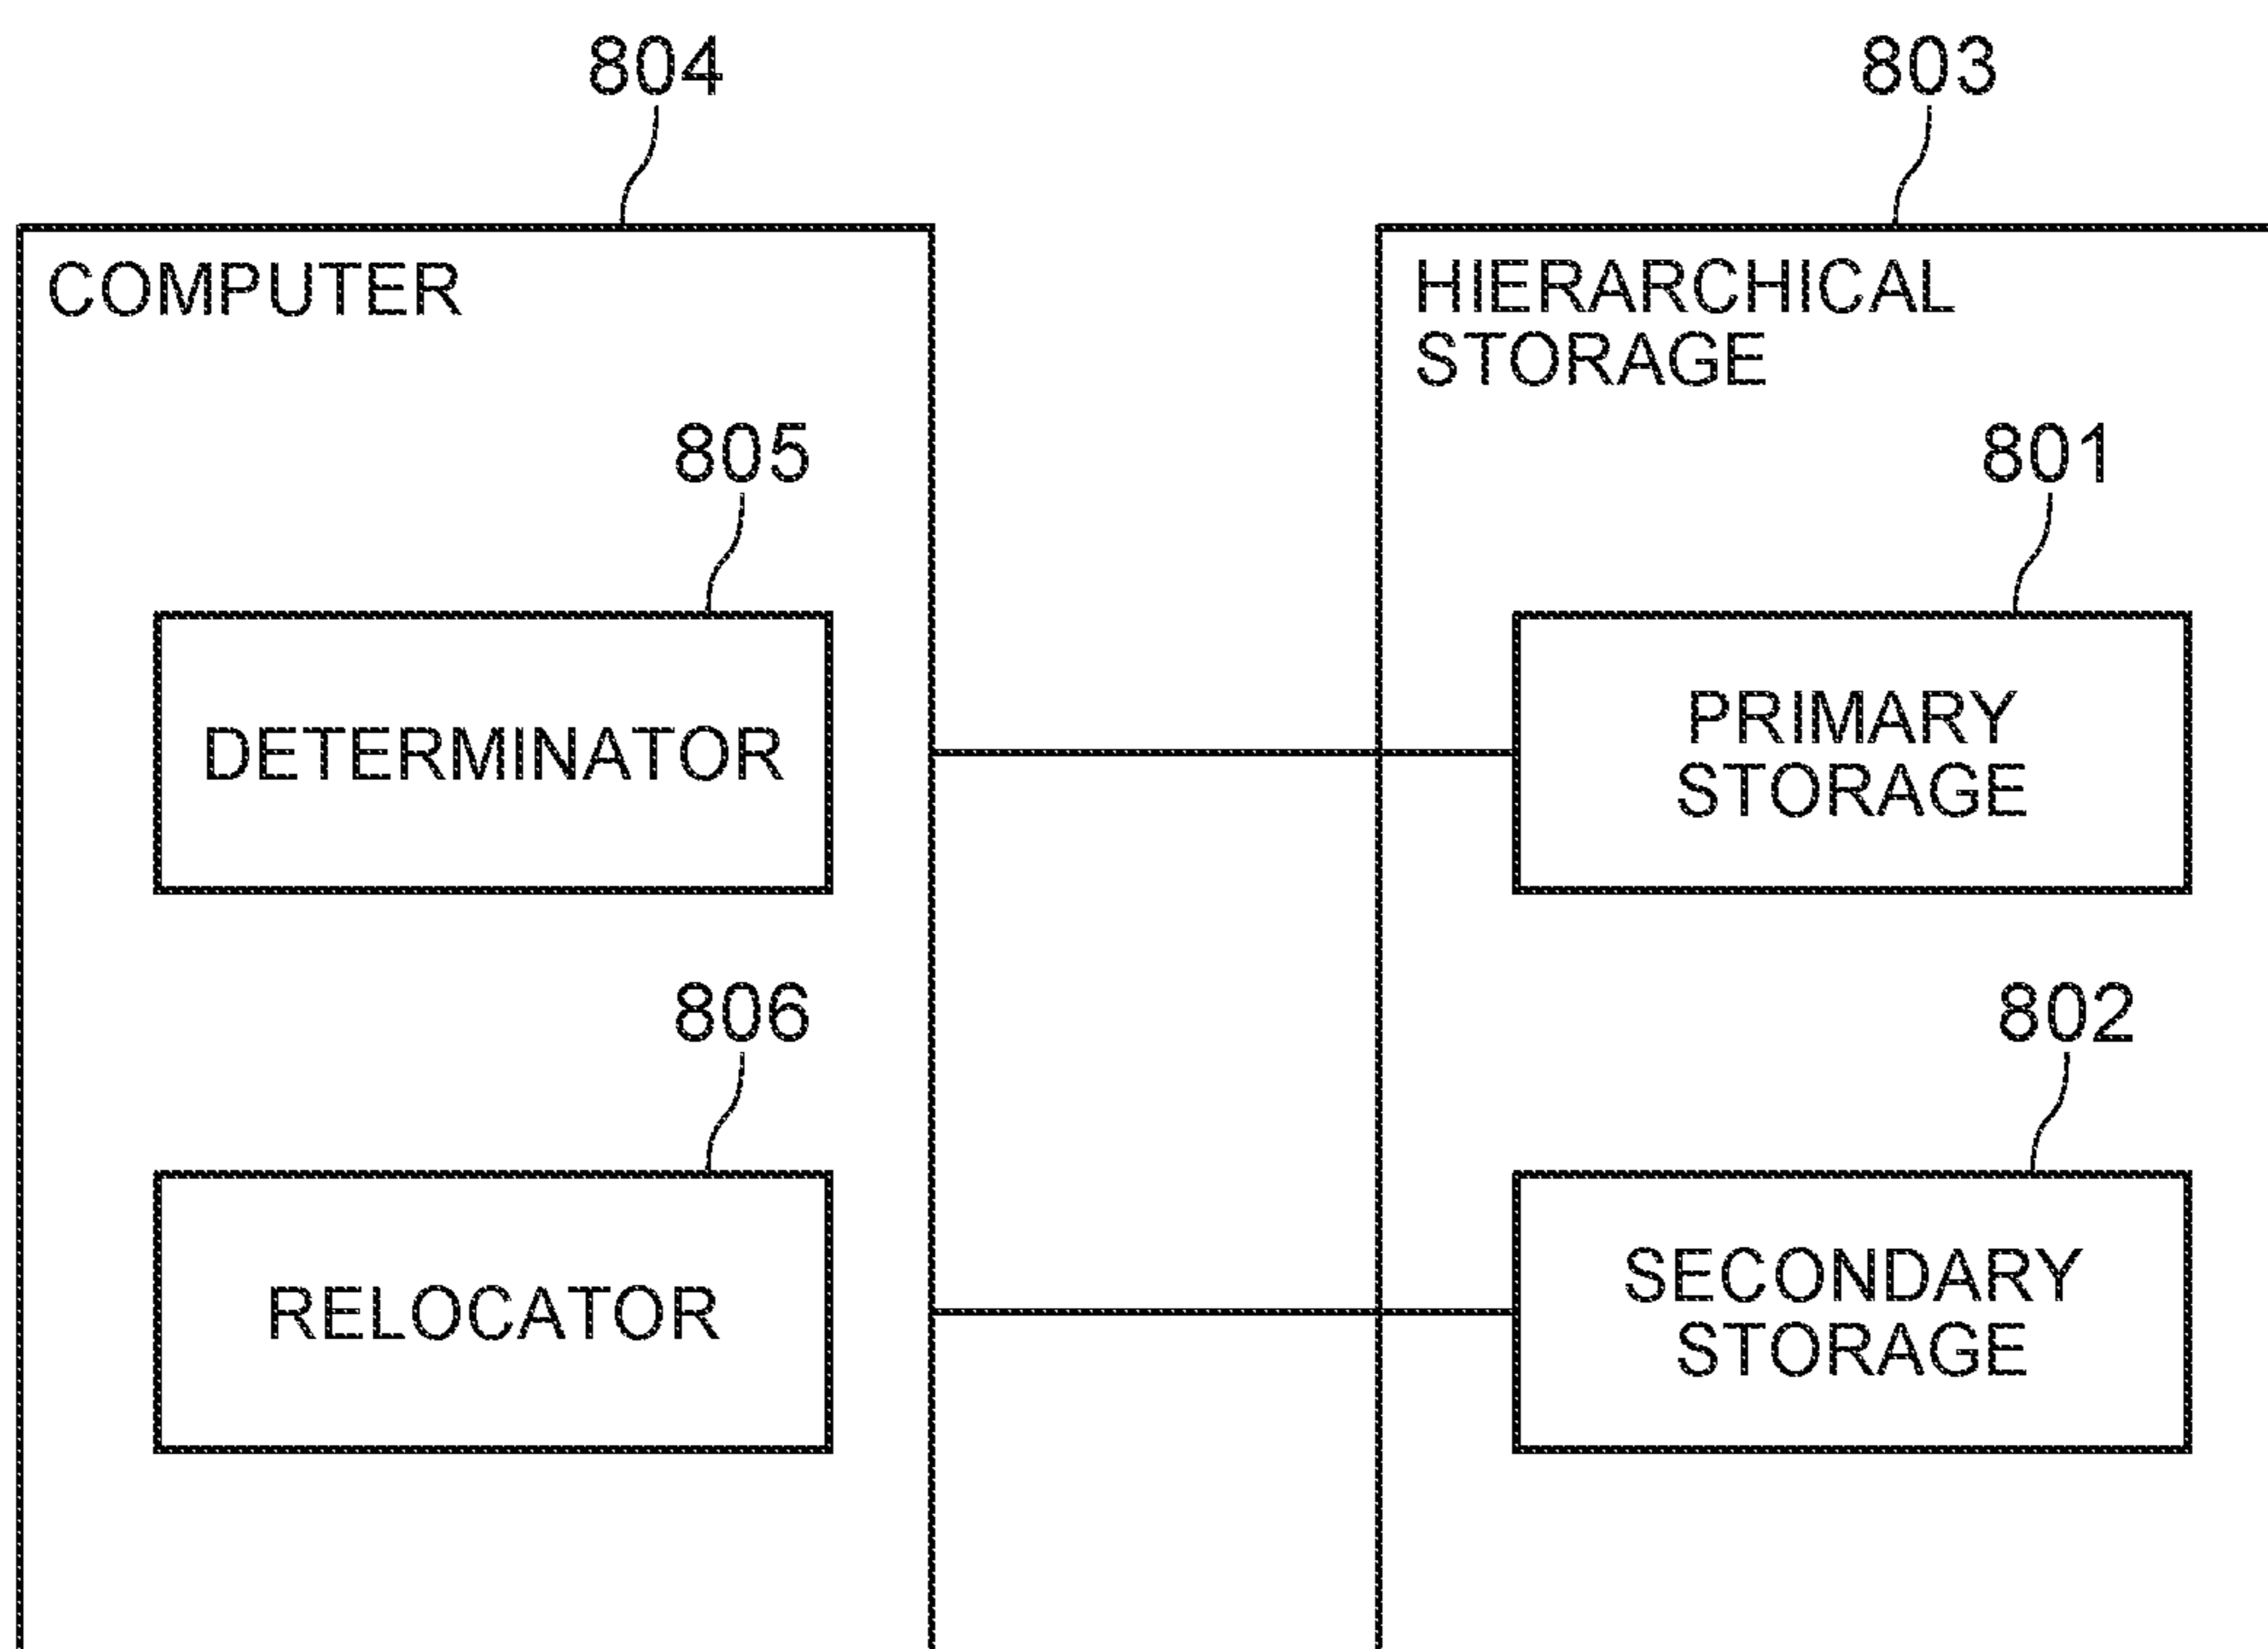 804
803
COMPUTER
HIERARCHICAL
STORAGE
805
801
DETERMINATOR
PRIMARY
STORAGE
806
802
RELOCATOR
SECONDARY
STORAGE